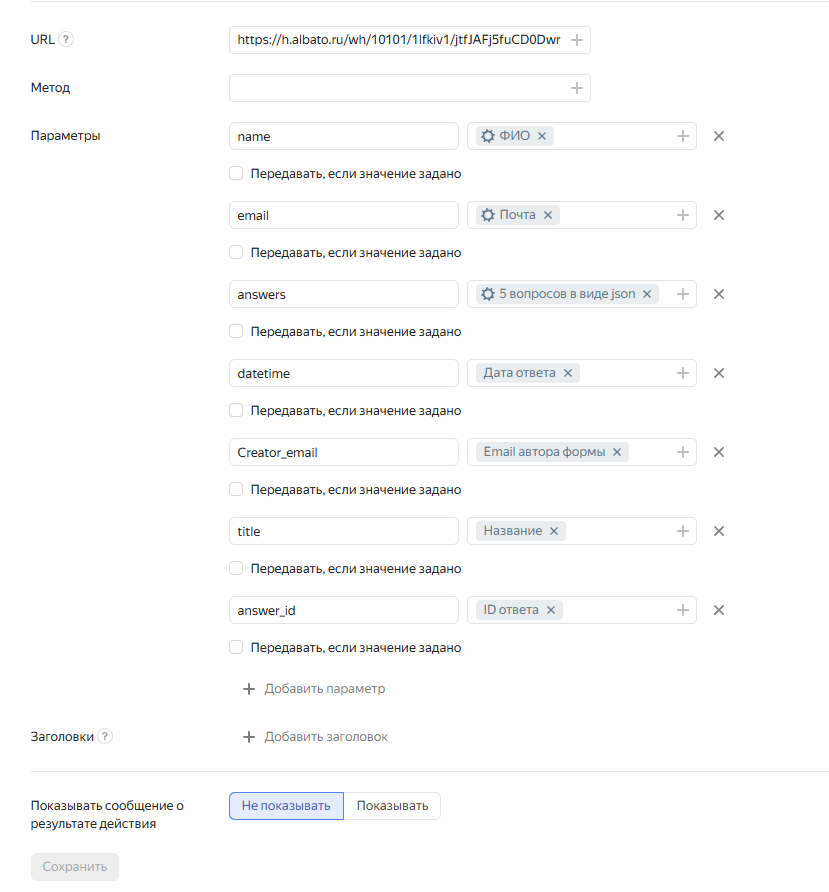 URL ?
https://h.albato.ru/wh/10101/1lfkiv1/jtfJAFj5fuCD0Dwr
Метод
Параметры
name
ФИО
Передавать, если значение задано
email
Почта
Передавать, если значение задано
answers
5 вопросов в виде json
Передавать, если значение задано
datetime
Дата ответа
Передавать, если значение задано
Creator_email
Email автора формы
Передавать, если значение задано
title
Название
Передавать, если значение задано
answer_id
ID ответа
Передавать, если значение задано
Добавить параметр
Заголовки ?
Добавить заголовок
Показывать сообщение о
результате действия
Не показывать
Показывать
Сохранить